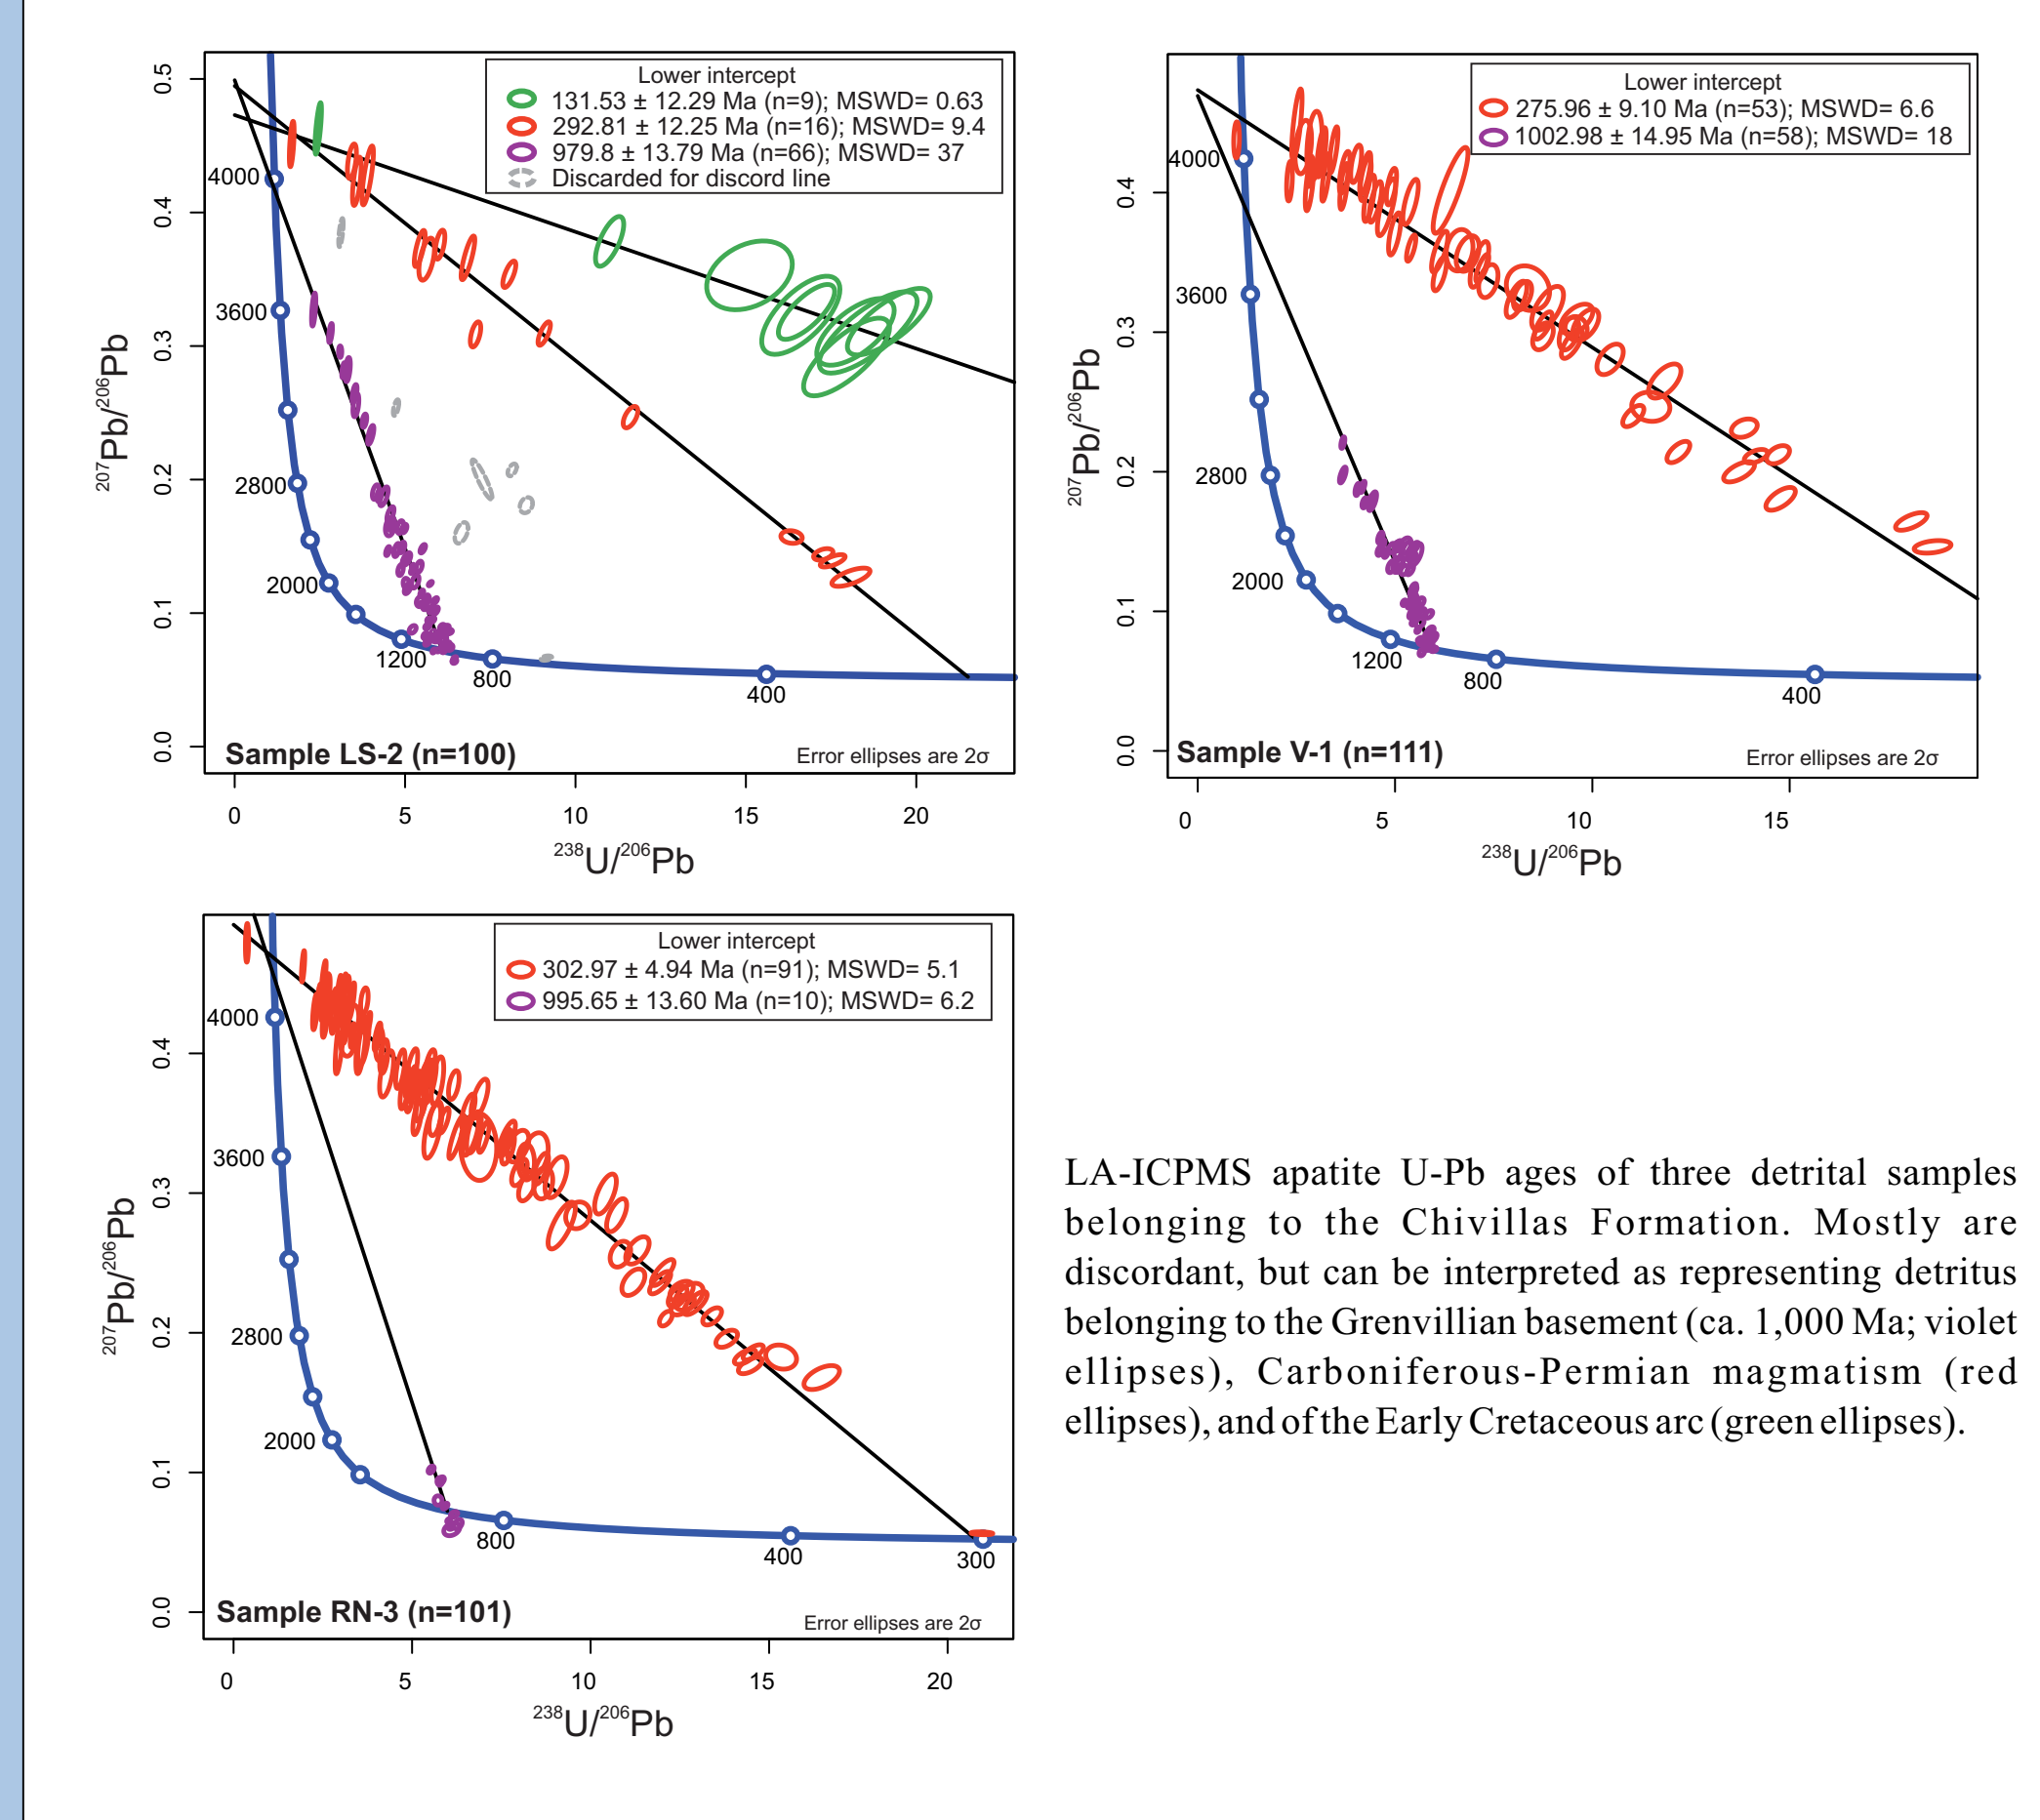 Lower intercept
131.53 ± 12.29 Ma (n=9); MSWD= 0.63
292.81 ± 12.25 Ma (n=16); MSWD= 9.4
979.8 ± 13.79 Ma (n=66); MSWD= 37
Discarded for discord line
0.5
0.4
0.3
0.2
0.1
0.0
207Pb/206Pb
4000
3600
2800
2000
1200
800
400
Sample LS-2 (n=100)
Error ellipses are 2σ
0 5 10 15 20
238U/206Pb
Lower intercept
275.96 ± 9.10 Ma (n=53); MSWD= 6.6
1002.98 ± 14.95 Ma (n=58); MSWD= 18
0.4
0.3
0.2
0.1
0.0
207Pb/206Pb
4000
3600
2800
2000
1200
800
400
Sample V-1 (n=111)
Error ellipses are 2σ
0 5 10 15
238U/206Pb
Lower intercept
302.97 ± 4.94 Ma (n=91); MSWD= 5.1
995.65 ± 13.60 Ma (n=10); MSWD= 6.2
0.4
0.3
0.2
0.1
0.0
207Pb/206Pb
4000
3600
2800
2000
800
400
300
Sample RN-3 (n=101)
Error ellipses are 2σ
0 5 10 15 20
238U/206Pb
LA-ICPMS apatite U-Pb ages of three detrital samples
belonging to the Chivillas Formation. Mostly are
discordant, but can be interpreted as representing detritus
belonging to the Grenvillian basement (ca. 1,000 Ma; violet
ellipses), Carboniferous-Permian magmatism (red
ellipses), and of the Early Cretaceous arc (green ellipses).